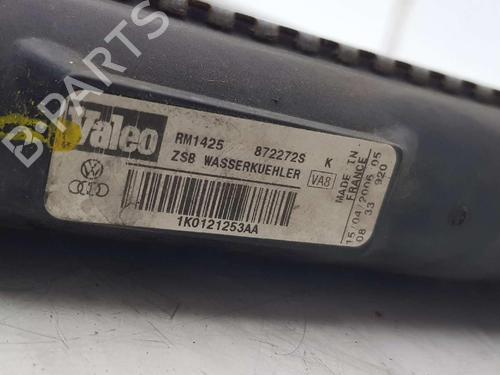 B-PARTS
Valeo
RM1425 872272S K
ZSB WASSERKUEHLER VA8
1K0121253AA
MADE IN
FRANCE
15/04/2006 05
08 33 920